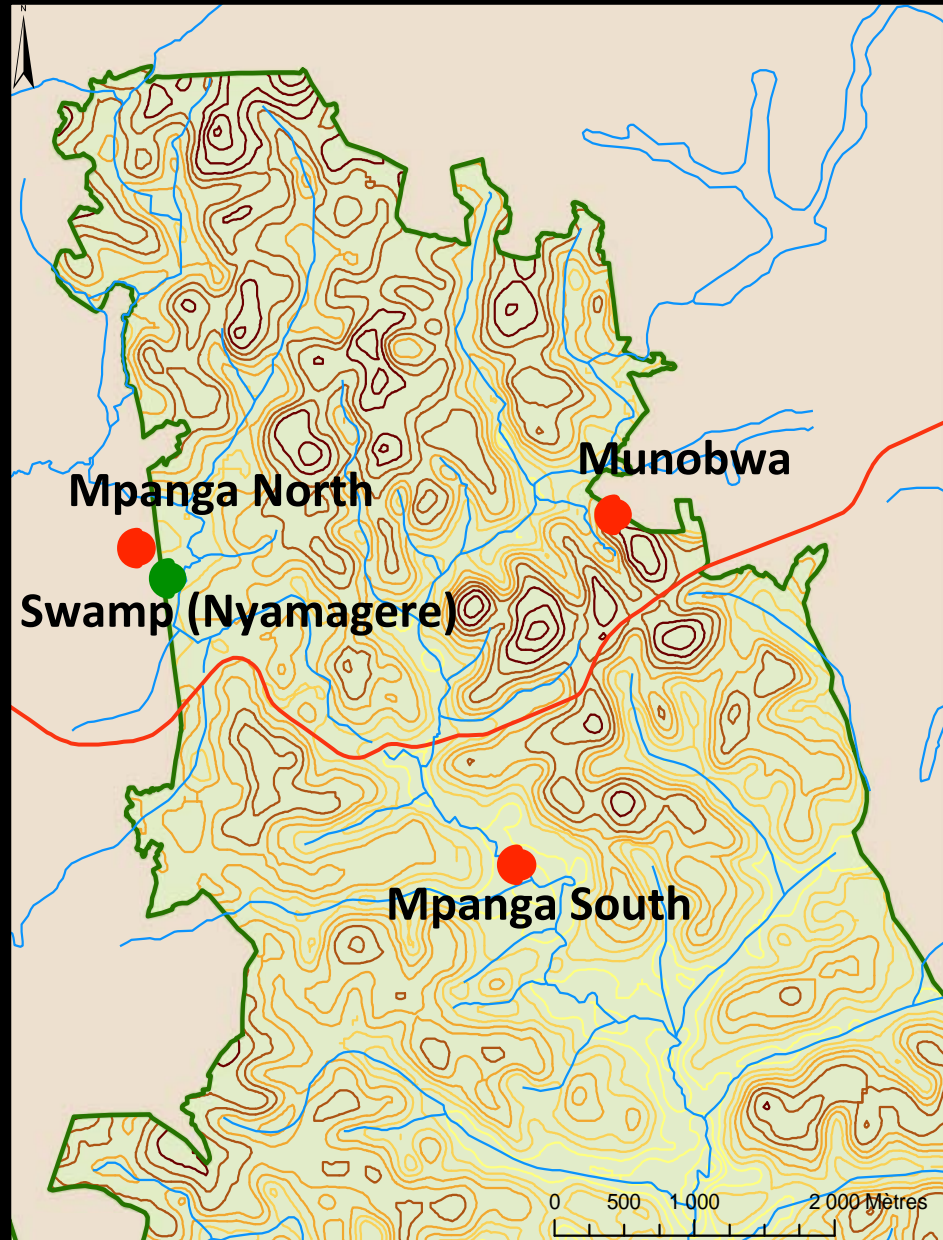 N
Munobwa
Mpanga North
Swamp (Nyamagere)
Mpanga South
0 500 1 000 2 000 Mètres